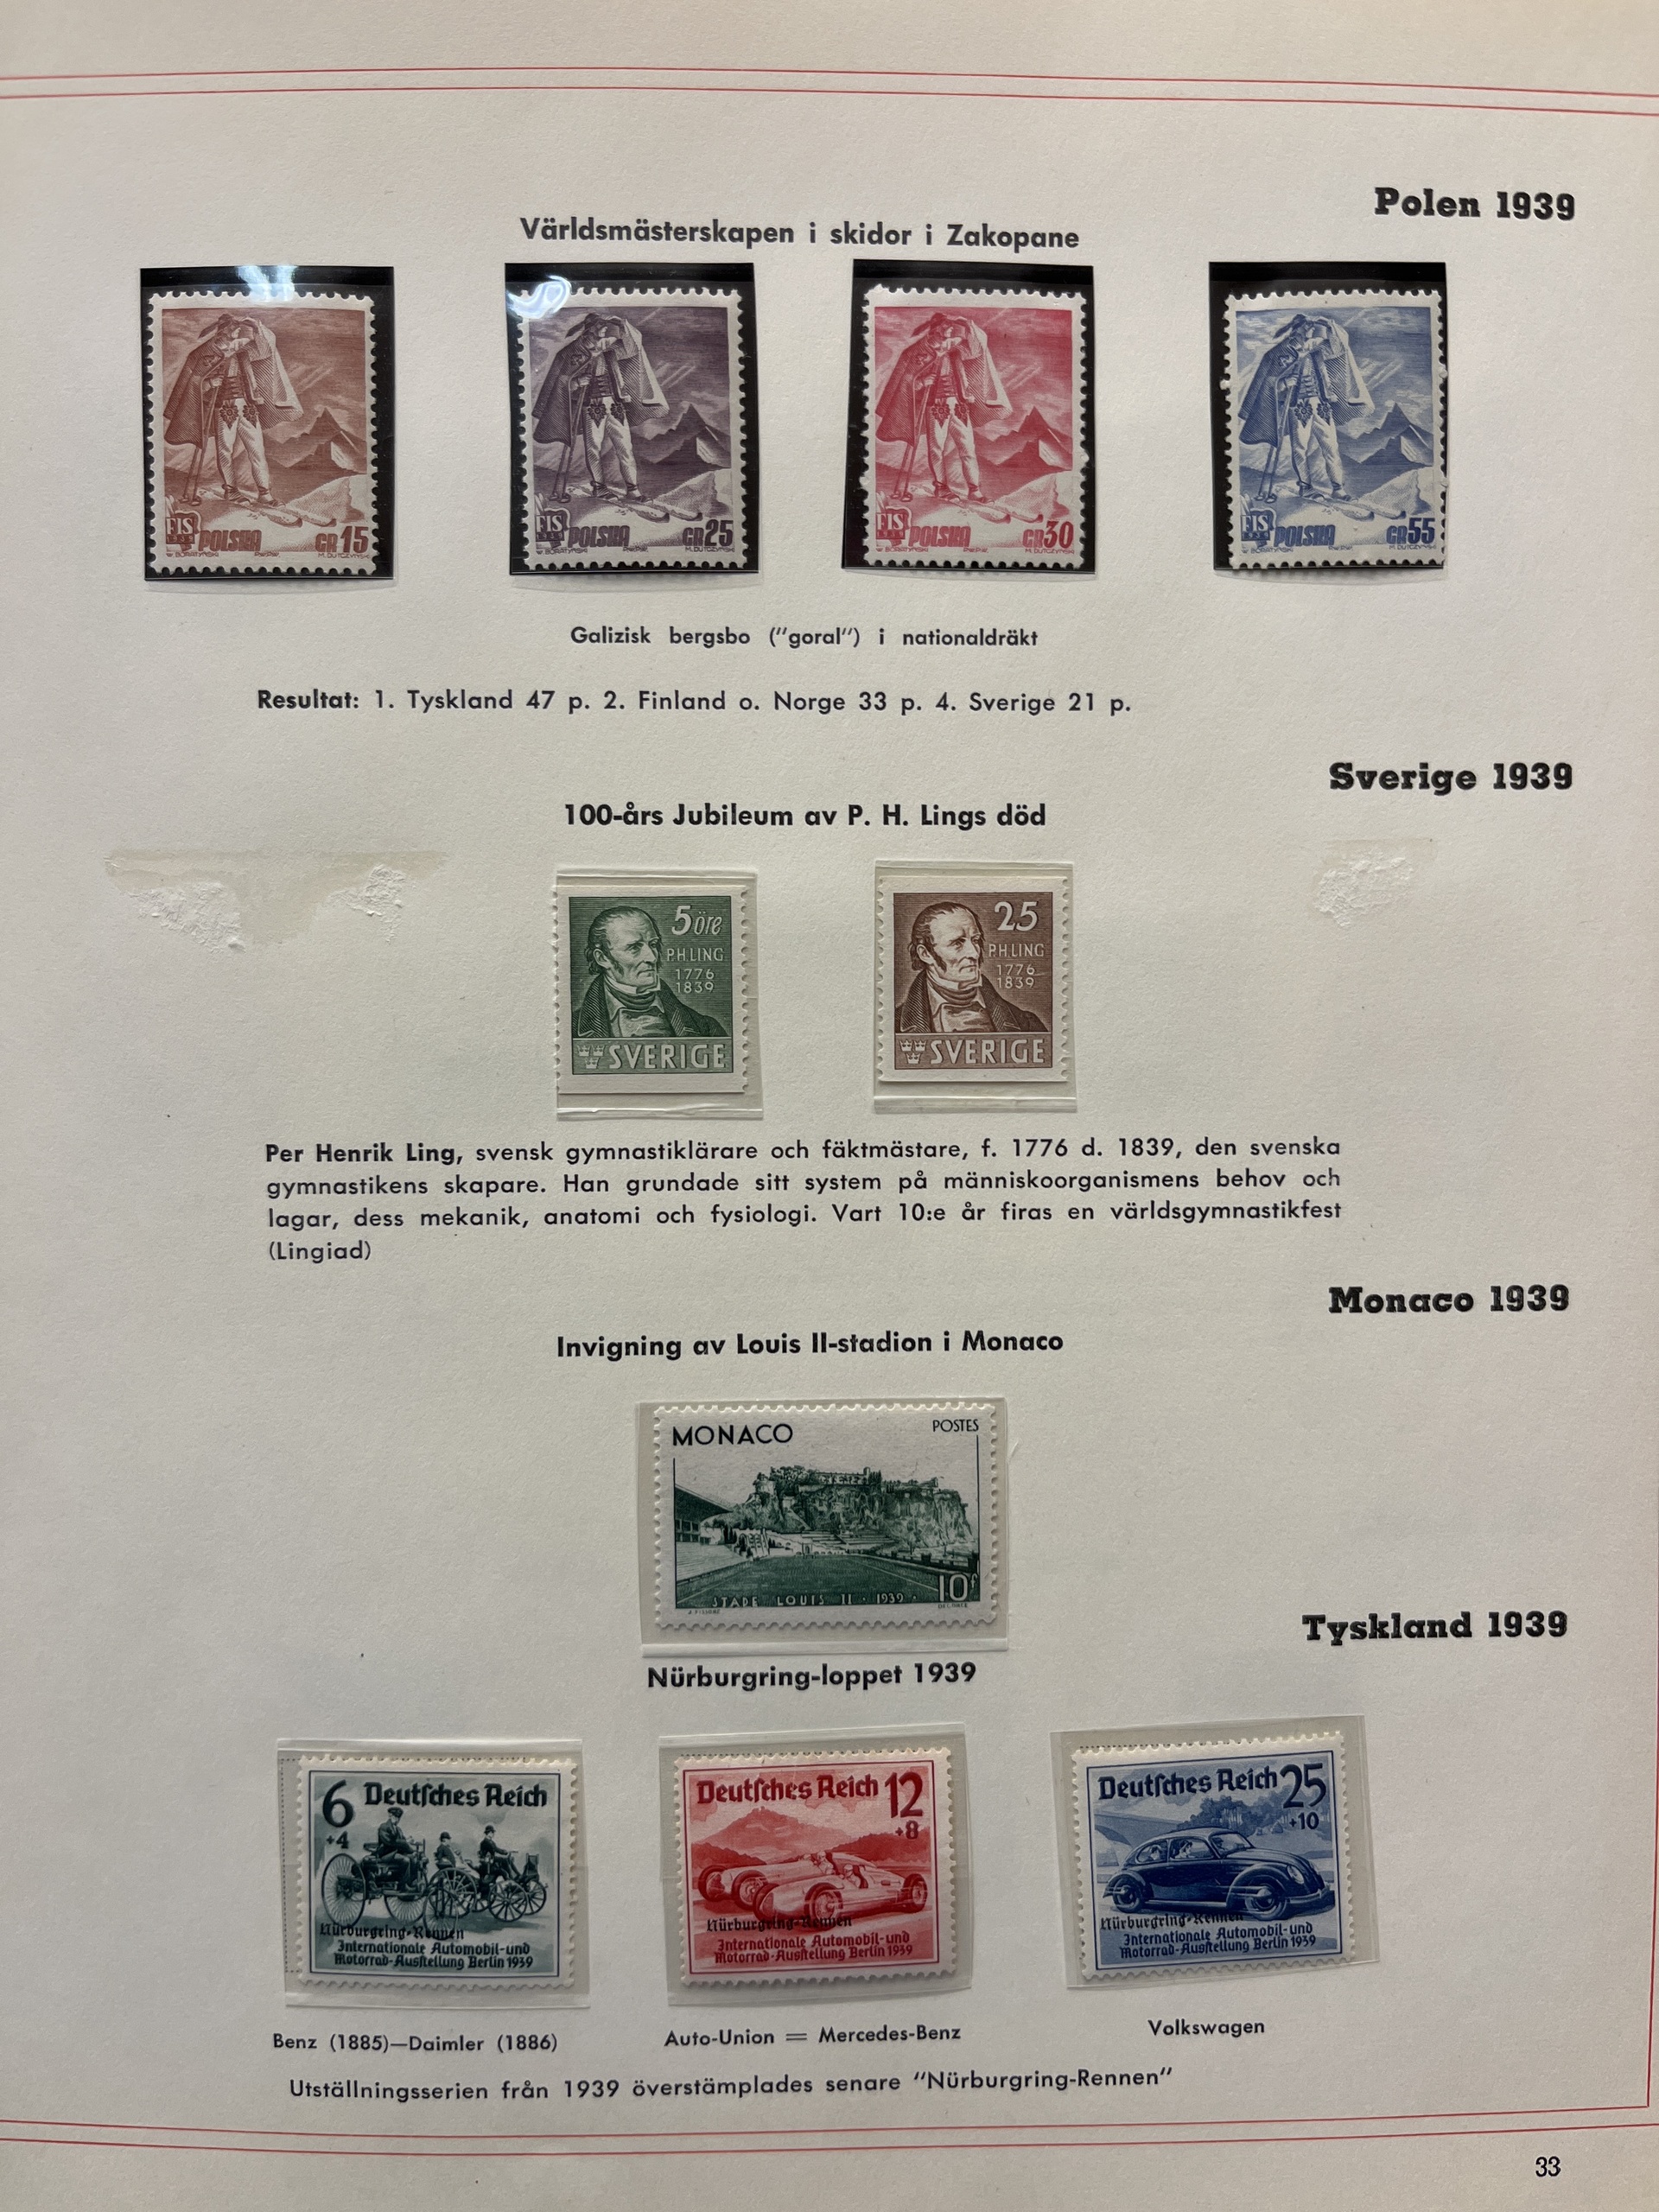 Polen 1939
Världsmästerskapen i skidor i Zakopane
FIS POLSKA GR 15
FIS POLSKA GR 25
FIS POLSKA GR 30
FIS POLSKA GR 55
Galizisk bergsbo ("goral") i nationaldräkt
Resultat: 1. Tyskland 47 p. 2. Finland o. Norge 33 p. 4. Sverige 21 p.
Sverige 1939
100-års Jubileum av P. H. Lings död
5 öre
P.H.LING
1776
1839
SVERIGE
25
P.H.LING
1776
1839
SVERIGE
Per Henrik Ling, svensk gymnastiklärare och fäktmästare, f. 1776 d. 1839, den svenska
gymnastikens skapare. Han grundade sitt system på människoorganismens behov och
lagar, dess mekanik, anatomi och fysiologi. Vart 10:e år firas en världsgymnastikfest
(Lingiad)
Monaco 1939
Invigning av Louis II-stadion i Monaco
MONACO POSTES
10f
STADE LOUIS II · 1939 ·
Tyskland 1939
Nürburgring-loppet 1939
6 Deutsches Reich
+4
Nürburgring-Rennen
Internationale Automobil-und
Motorrad-Ausstellung Berlin 1939
Deutsches Reich 12
+8
Nürburgring-Rennen
Internationale Automobil-und
Motorrad-Ausstellung Berlin 1939
Deutsches Reich 25
+10
Nürburgring-Rennen
Internationale Automobil-und
Motorrad-Ausstellung Berlin 1939
Benz (1885)—Daimler (1886)
Auto-Union = Mercedes-Benz
Volkswagen
Utställningsserien från 1939 överstämplades senare "Nürburgring-Rennen"
33